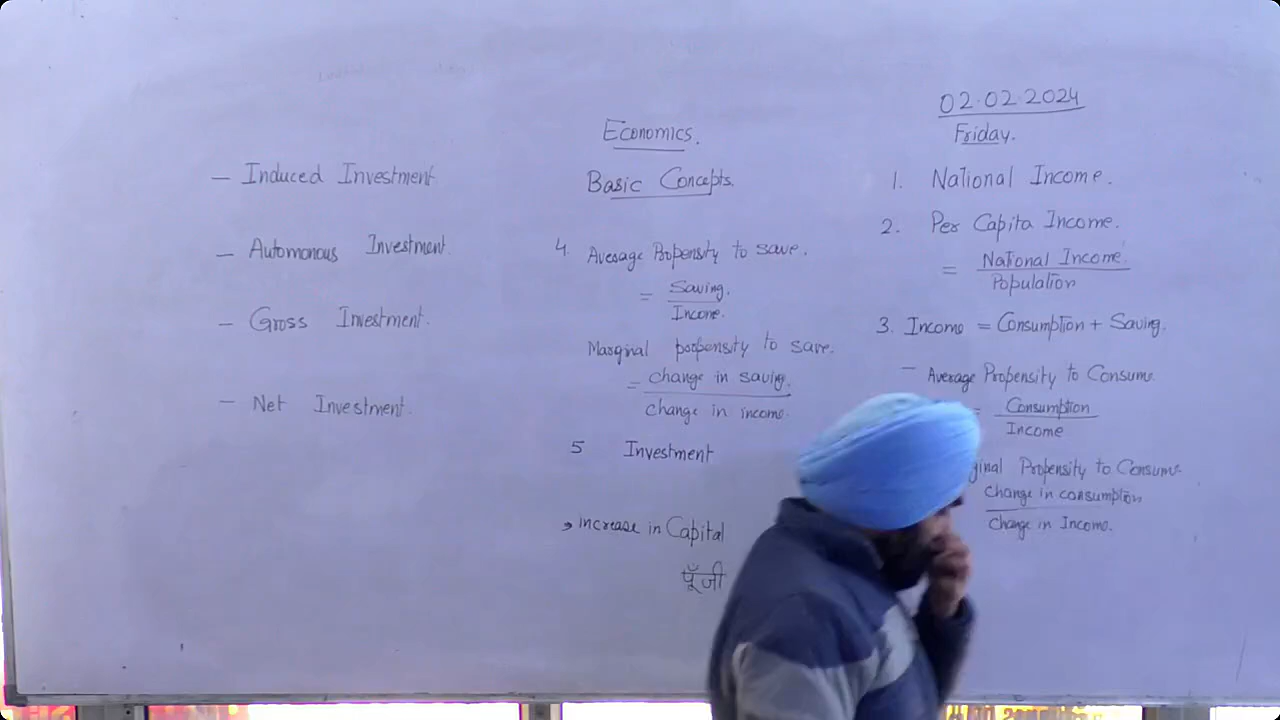 02.02.2024
Friday.
Economics.
Basic Concepts.
1. National Income.
2. Per Capita Income.
= National Income
Population
3. Income = Consumption + Saving.
– Average Propensity to Consume
= Consumption
Income
ginal Propensity to Consume
Change in consumption
Change in Income.
4. Average Propensity to save.
= Saving.
Income.
Marginal propensity to save.
= change in saving.
change in income.
5 Investment
→ increase in Capital
पूँजी
– Induced Investment
– Automonous Investment.
– Gross Investment.
– Net Investment.